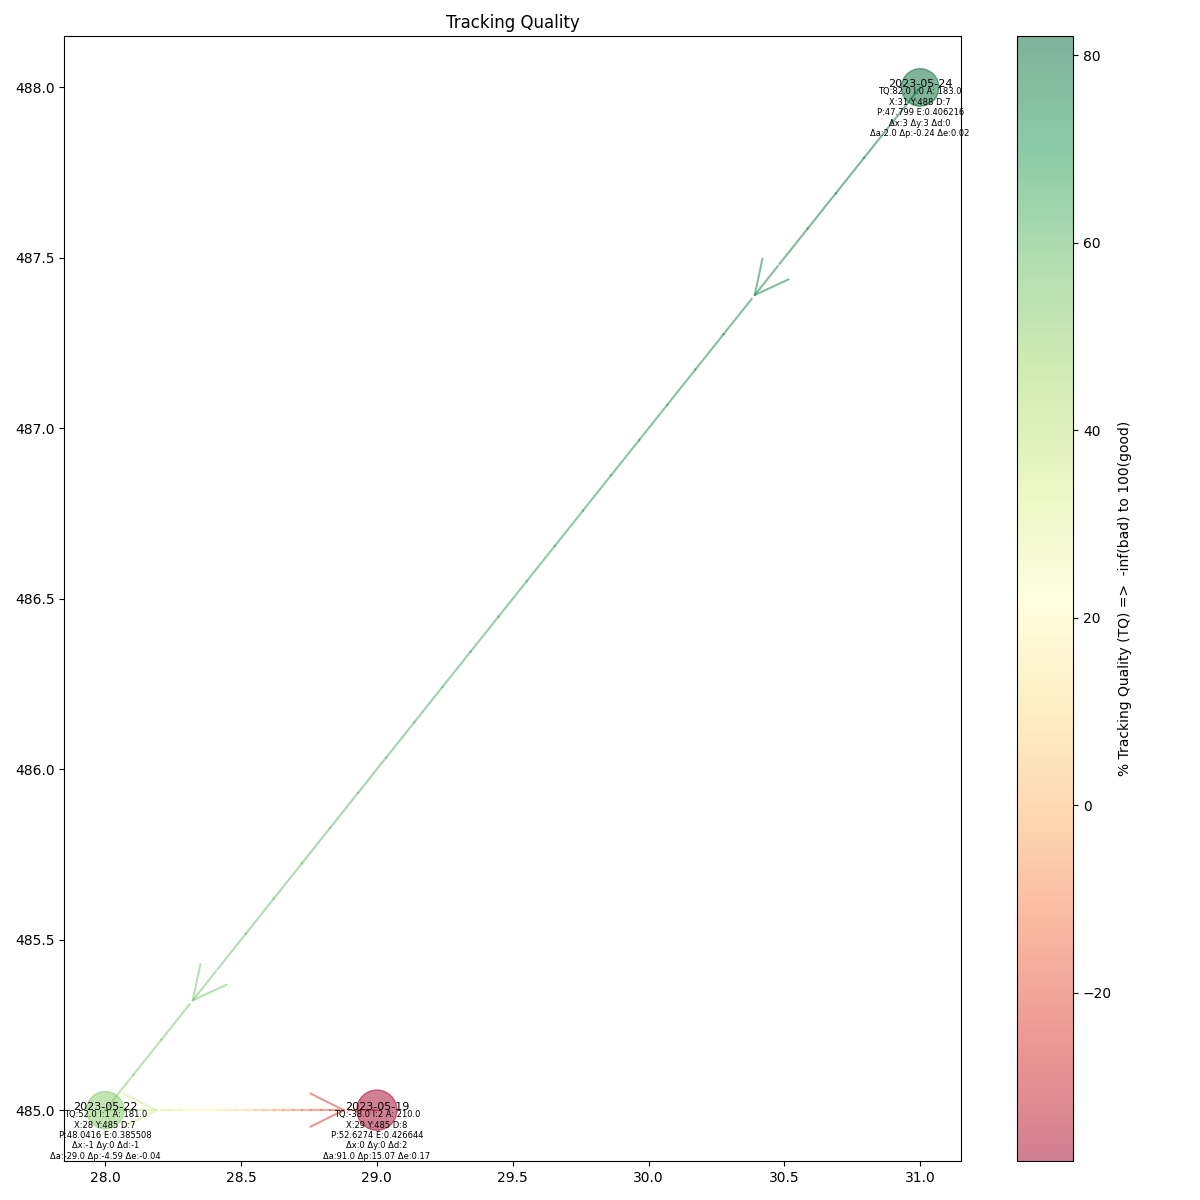 Tracking Quality
488.0
487.5
487.0
486.5
486.0
485.5
485.0
28.0
28.5
29.0
29.5
30.0
30.5
31.0
2023-05-24
TQ:82.0 I:0 A: 183.0
X:31 Y:488 D:7
P:47.799 E:0.406216
Δx:3 Δy:3 Δd:0
Δa:2.0 Δp:-0.24 Δe:0.02
2023-05-22
TQ:52.0 I:1 A: 181.0
X:28 Y:485 D:7
P:48.0416 E:0.385508
Δx:-1 Δy:0 Δd:-1
Δa:-29.0 Δp:-4.59 Δe:-0.04
2023-05-19
TQ:-38.0 I:2 A: 210.0
X:29 Y:485 D:8
P:52.6274 E:0.426644
Δx:0 Δy:0 Δd:2
Δa:91.0 Δp:15.07 Δe:0.17
80
60
40
20
0
−20
% Tracking Quality (TQ) => -inf(bad) to 100(good)